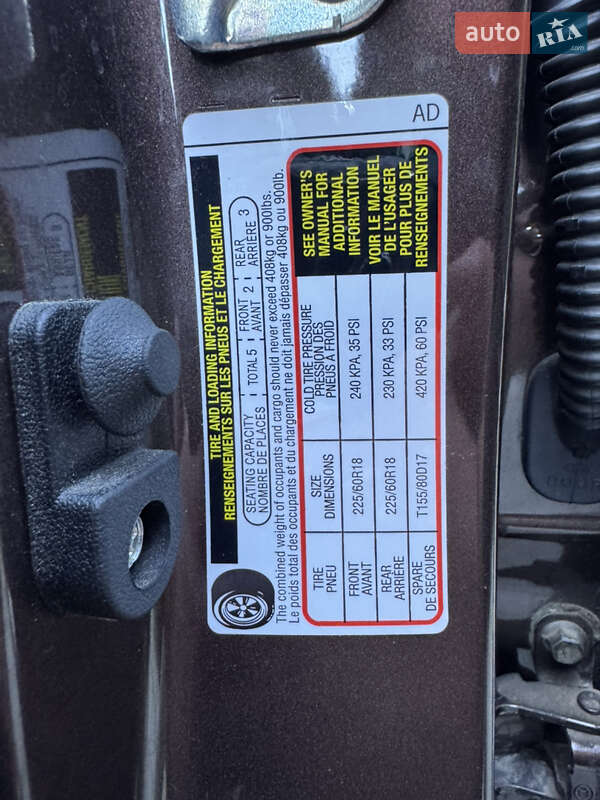 auto RIA.com
AD
TIRE AND LOADING INFORMATION
RENSEIGNEMENTS SUR LES PNEUS ET LE CHARGEMENT
SEATING CAPACITY TOTAL 5 FRONT 2 REAR 3
NOMBRE DE PLACES AVANT ARRIÈRE
The combined weight of occupants and cargo should never exceed 408kg or 900lbs.
Le poids total des occupants et du chargement ne doit jamais dépasser 408kg ou 900lb.
TIRE SIZE COLD TIRE PRESSURE
PNEU DIMENSIONS PRESSION DES
PNEUS À FROID
FRONT 225/60R18 240 KPA, 35 PSI
AVANT
REAR 225/60R18 230 KPA, 33 PSI
ARRIÈRE
SPARE T155/80D17 420 KPA, 60 PSI
DE SECOURS
SEE OWNER'S
MANUAL FOR
ADDITIONAL
INFORMATION
VOIR LE MANUEL
DE L'USAGER
POUR PLUS DE
RENSEIGNEMENTS